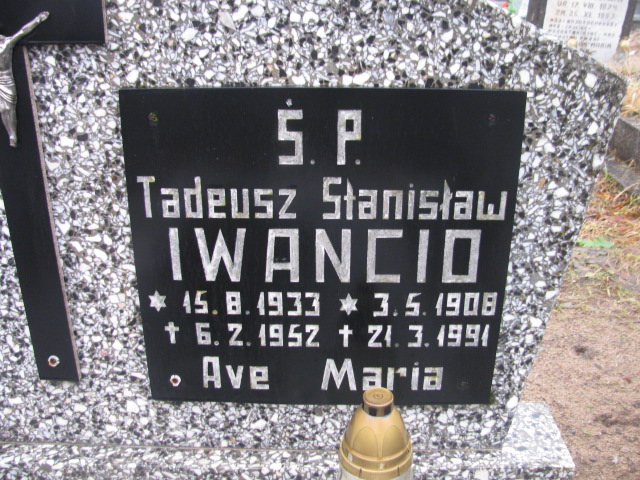 Ś. P.
Tadeusz Stanisław
IWANCIO
* 15.8.1933 * 3.5.1908
† 6.2.1952 † 21.3.1991
Ave Maria